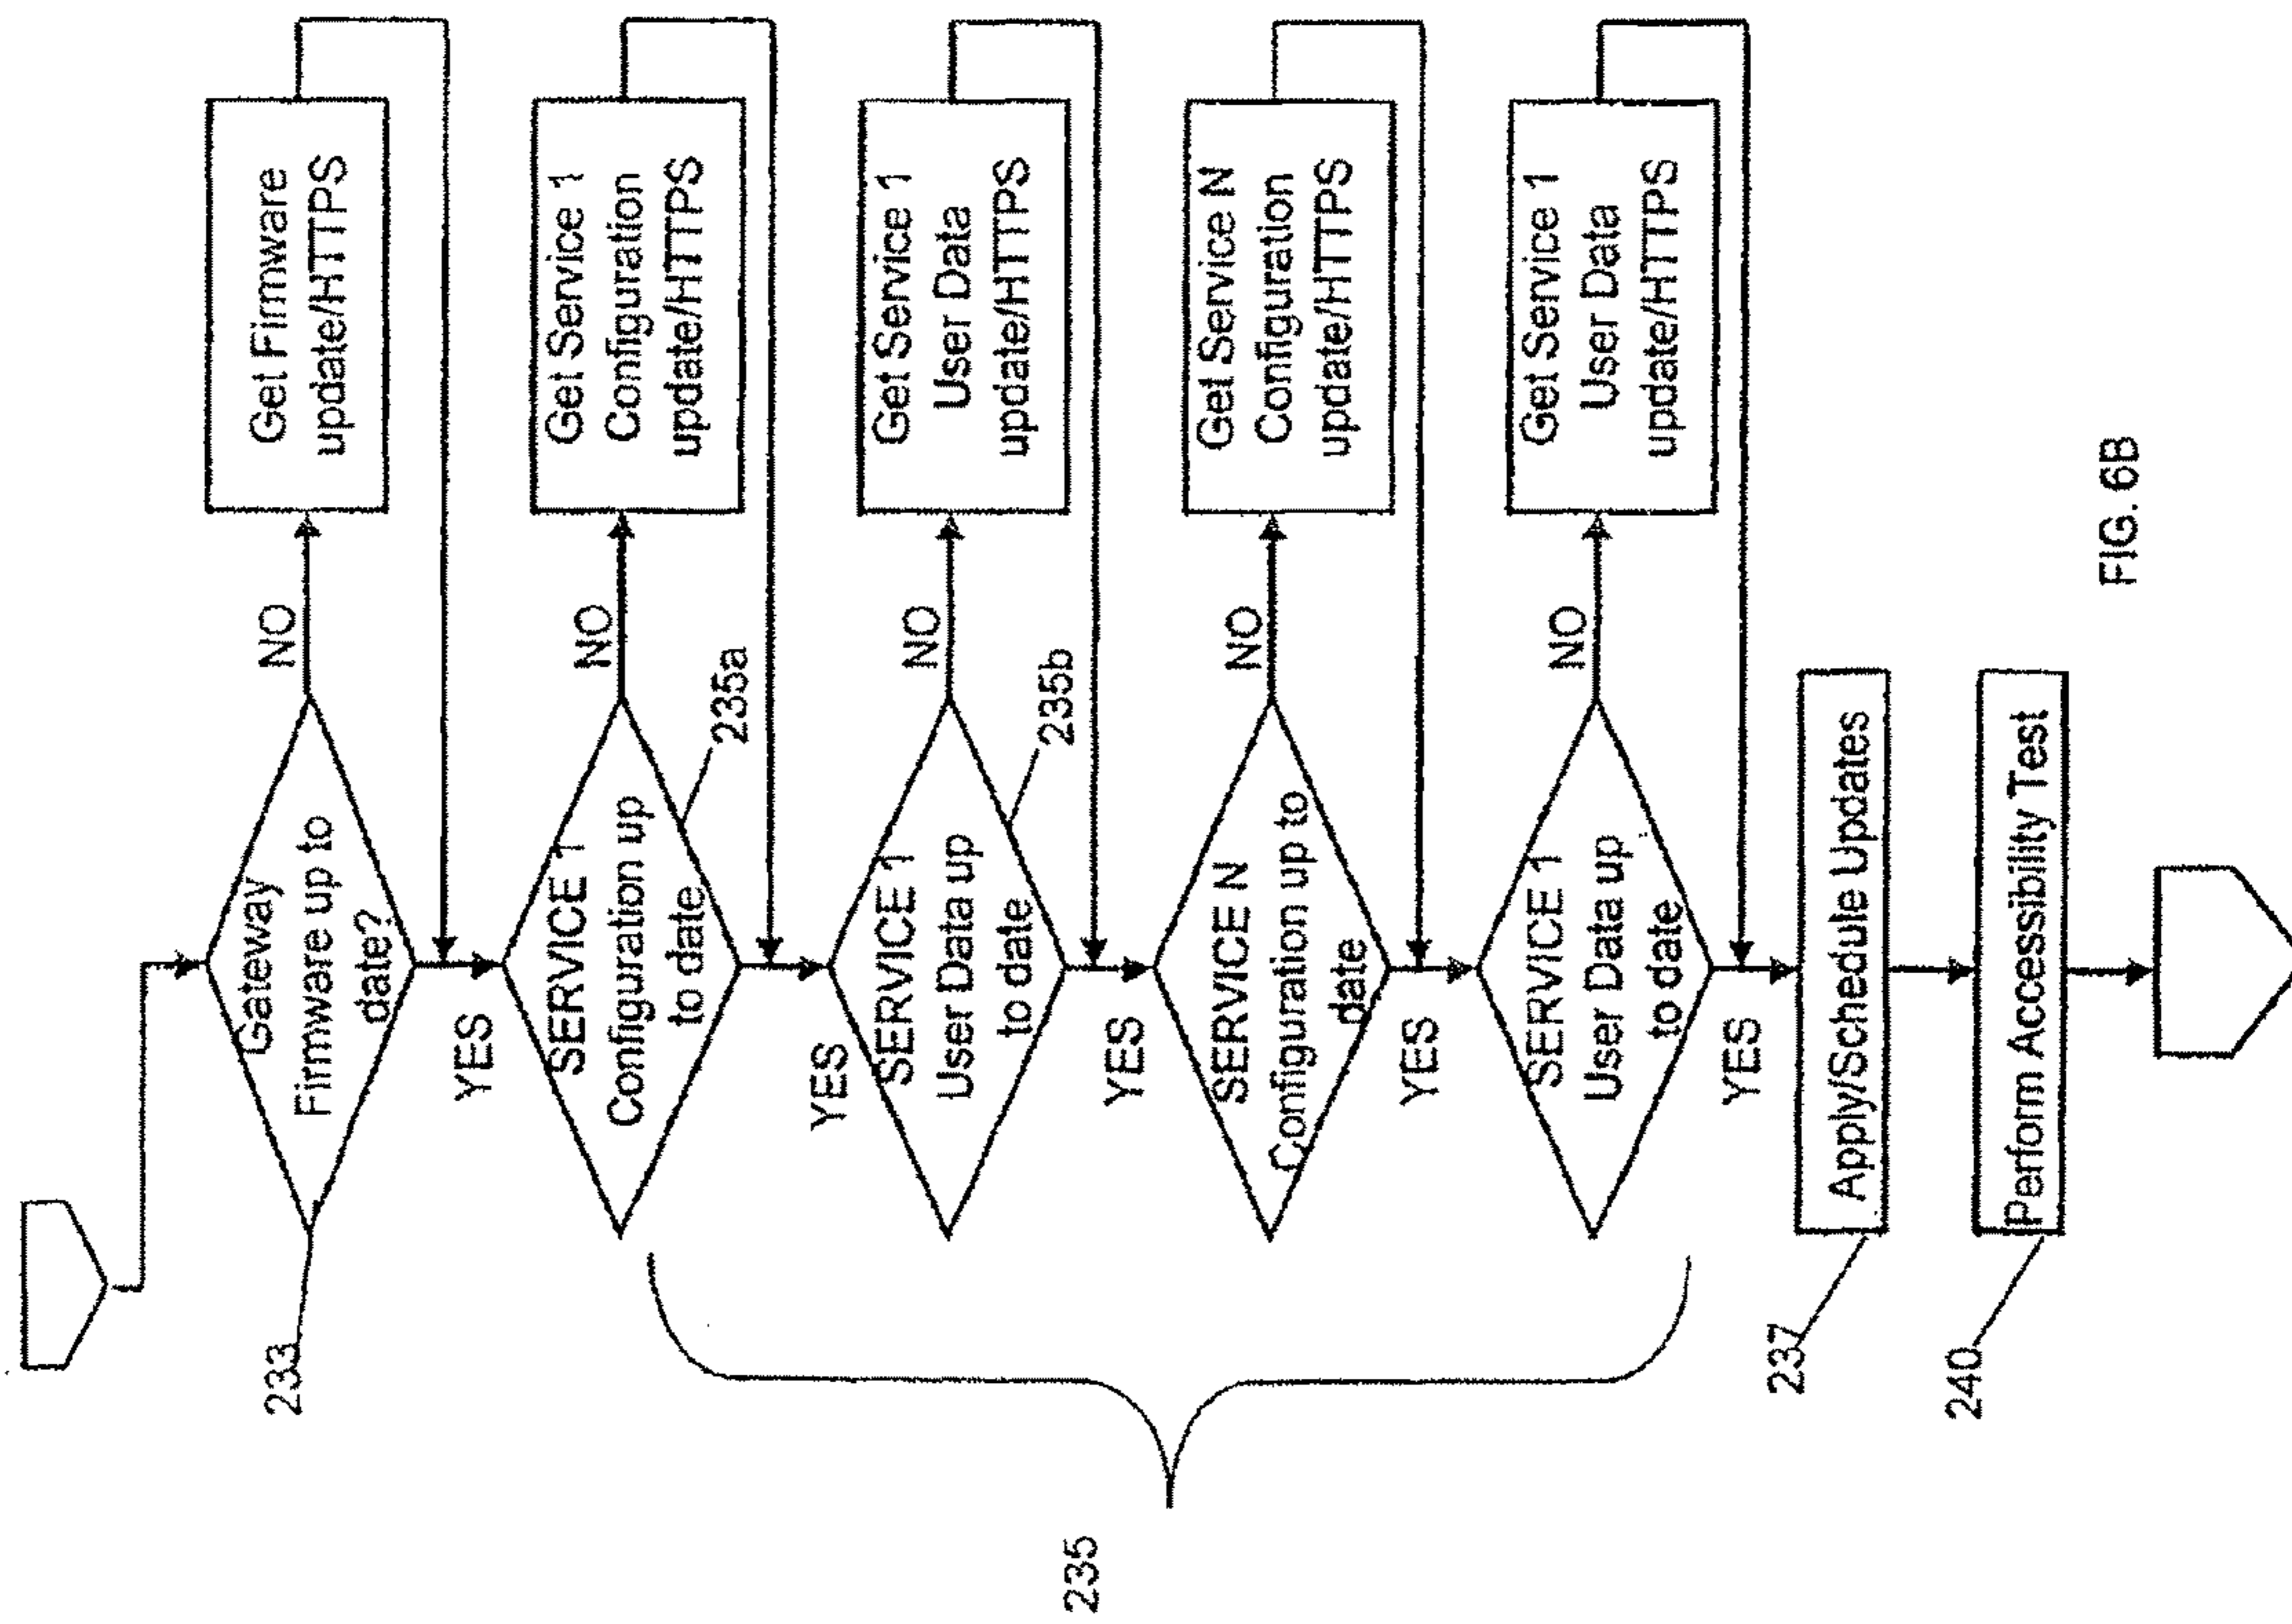 Gateway
Firmware up to
date?
233
NO
Get Firmware
update/HTTPS
YES
SERVICE 1
Configuration up
to date
235a
NO
Get Service 1
Configuration
update/HTTPS
YES
SERVICE 1
User Data up
to date
235b
NO
Get Service 1
User Data
update/HTTPS
YES
SERVICE N
Configuration up to
date
NO
Get Service N
Configuration
update/HTTPS
YES
SERVICE 1
User Data up
to date
NO
Get Service 1
User Data
update/HTTPS
YES
235
Apply/Schedule Updates
237
Perform Accessibility Test
240
FIG. 6B